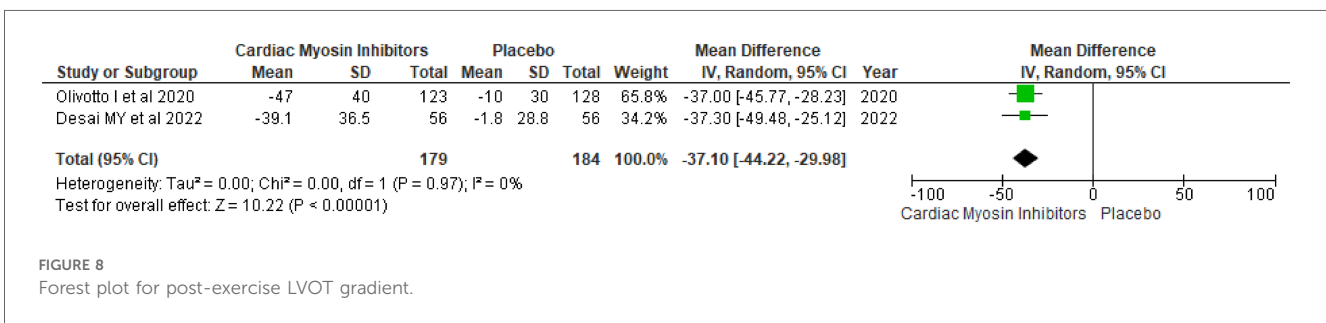 Cardiac Myosin Inhibitors Placebo Mean Difference Mean Difference
Study or Subgroup Mean SD Total Mean SD Total Weight IV, Random, 95% CI Year IV, Random, 95% CI
Olivotto I et al 2020 -47 40 123 -10 30 128 65.8% -37.00 [-45.77, -28.23] 2020
Desai MY et al 2022 -39.1 36.5 56 -1.8 28.8 56 34.2% -37.30 [-49.48, -25.12] 2022
Total (95% CI) 179 184 100.0% -37.10 [-44.22, -29.98]
Heterogeneity: Tau² = 0.00; Chi² = 0.00, df = 1 (P = 0.97); I² = 0%
Test for overall effect: Z = 10.22 (P < 0.00001)
-100 -50 0 50 100
Cardiac Myosin Inhibitors Placebo
FIGURE 8
Forest plot for post-exercise LVOT gradient.